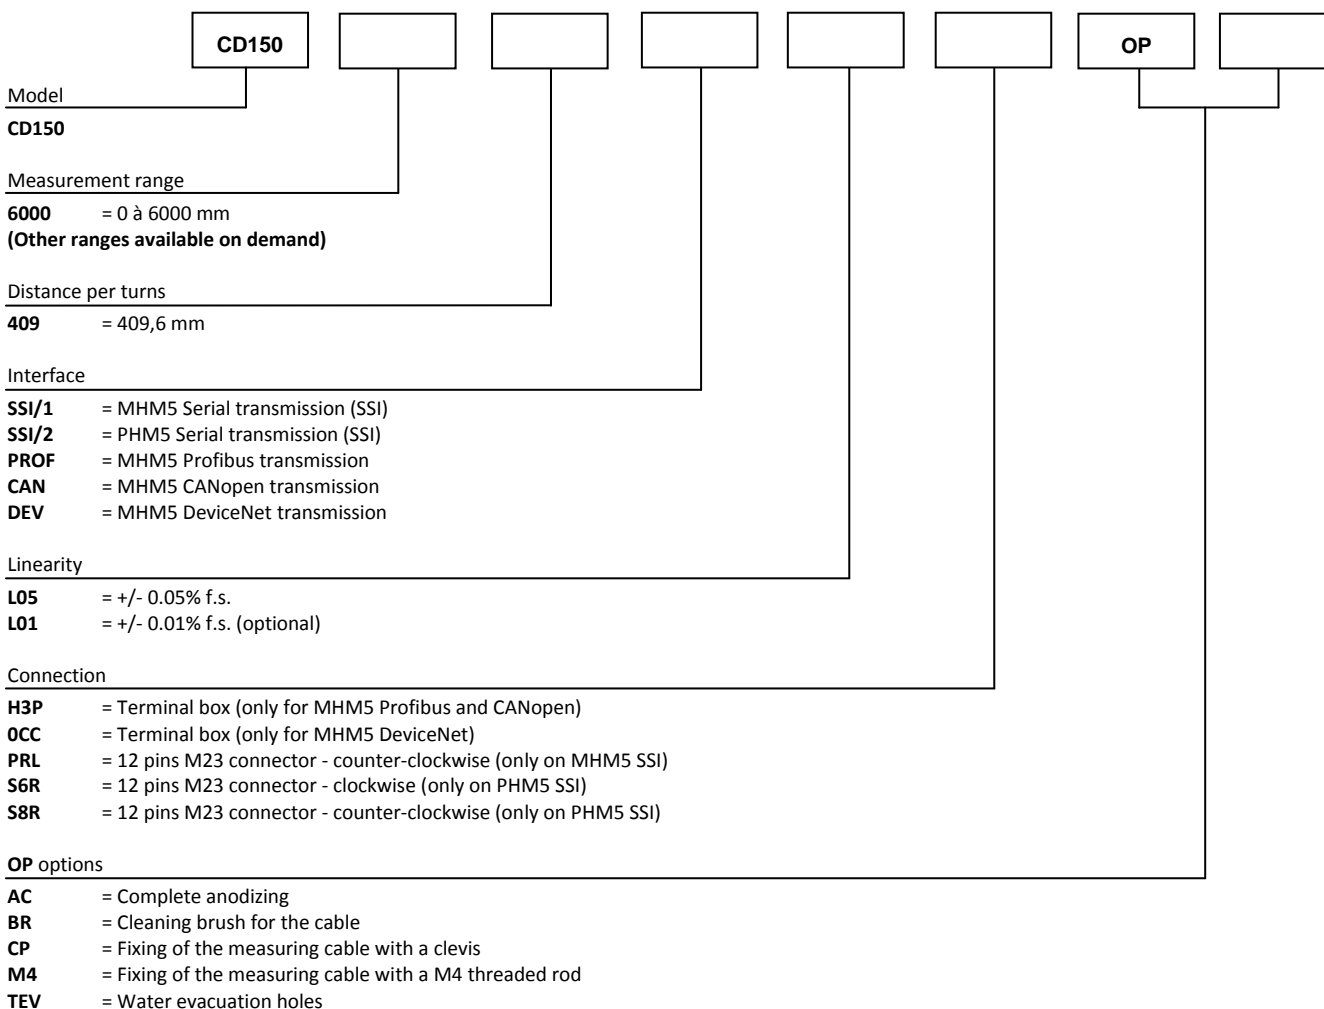 CD150 OP
Model
CD150
Measurement range
6000 = 0 à 6000 mm
(Other ranges available on demand)
Distance per turns
409 = 409,6 mm
Interface
SSI/1 = MHM5 Serial transmission (SSI)
SSI/2 = PHM5 Serial transmission (SSI)
PROF = MHM5 Profibus transmission
CAN = MHM5 CANopen transmission
DEV = MHM5 DeviceNet transmission
Linearity
L05 = +/- 0.05% f.s.
L01 = +/- 0.01% f.s. (optional)
Connection
H3P = Terminal box (only for MHM5 Profibus and CANopen)
0CC = Terminal box (only for MHM5 DeviceNet)
PRL = 12 pins M23 connector - counter-clockwise (only on MHM5 SSI)
S6R = 12 pins M23 connector - clockwise (only on PHM5 SSI)
S8R = 12 pins M23 connector - counter-clockwise (only on PHM5 SSI)
OP options
AC = Complete anodizing
BR = Cleaning brush for the cable
CP = Fixing of the measuring cable with a clevis
M4 = Fixing of the measuring cable with a M4 threaded rod
TEV = Water evacuation holes